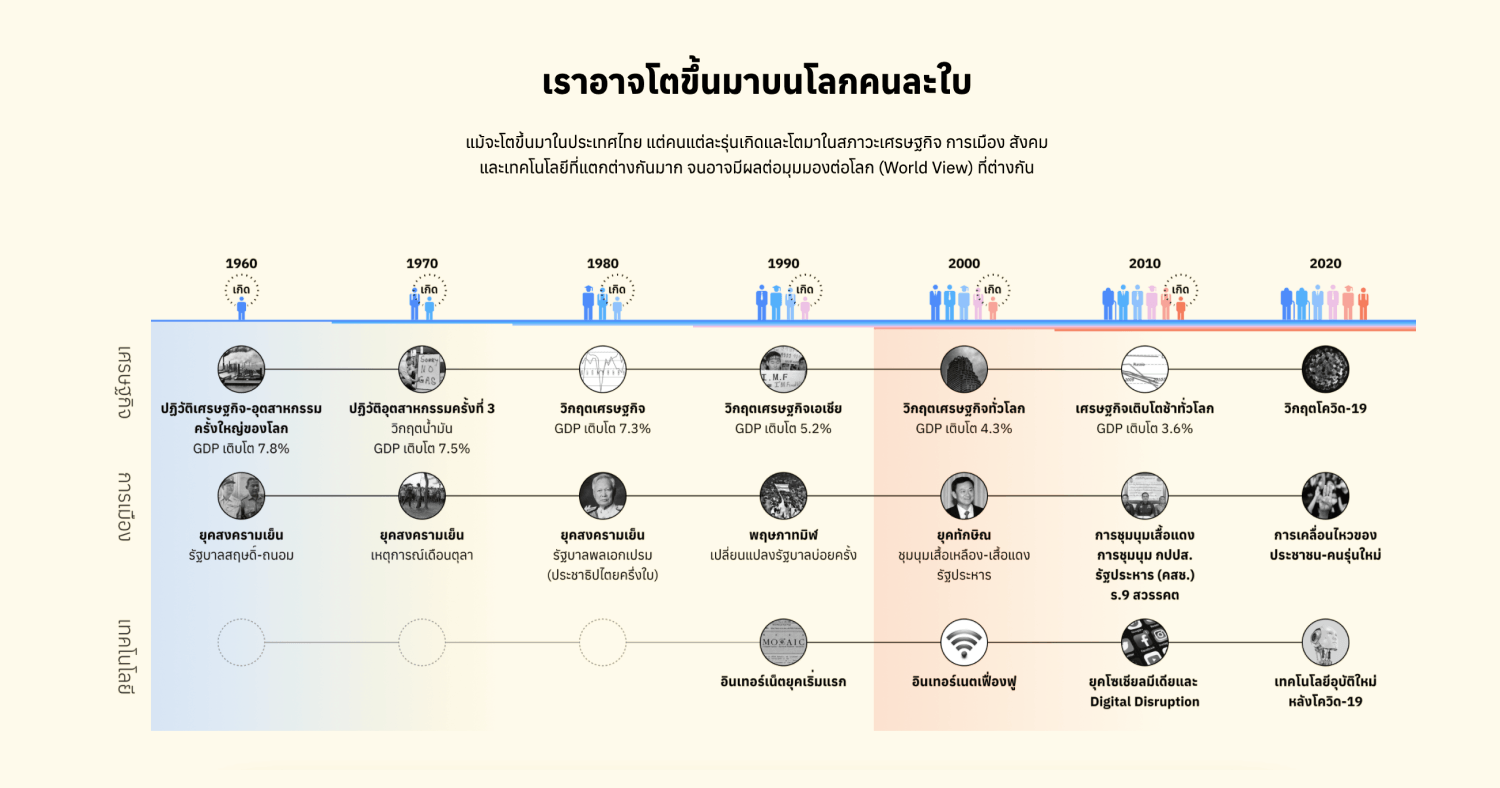 เราอาจโตขึ้นมาบนโลกคนละใบ
แม้จะโตขึ้นมาในประเทศไทย แต่คนแต่ละรุ่นเกิดและโตมาในสภาวะเศรษฐกิจ การเมือง สังคม
และเทคโนโลยีที่แตกต่างกันมาก จนอาจมีผลต่อมุมมองต่อโลก (World View) ที่ต่างกัน
1960 1970 1980 1990 2000 2010 2020
เกิด เกิด เกิด เกิด เกิด เกิด
เศรษฐกิจ
SORRY
NO
GAS
I.M.F
ปฏิวัติเศรษฐกิจ-อุตสาหกรรม
ครั้งใหญ่ของโลก
GDP เติบโต 7.8%
ปฏิวัติอุตสาหกรรมครั้งที่ 3
วิกฤตน้ำมัน
GDP เติบโต 7.5%
วิกฤตเศรษฐกิจ
GDP เติบโต 7.3%
วิกฤตเศรษฐกิจเอเชีย
GDP เติบโต 5.2%
วิกฤตเศรษฐกิจทั่วโลก
GDP เติบโต 4.3%
เศรษฐกิจเติบโตช้าทั่วโลก
GDP เติบโต 3.6%
วิกฤตโควิด-19
การเมือง
ยุคสงครามเย็น
รัฐบาลสฤษดิ์-ถนอม
ยุคสงครามเย็น
เหตุการณ์เดือนตุลา
ยุคสงครามเย็น
รัฐบาลพลเอกเปรม
(ประชาธิปไตยครึ่งใบ)
พฤษภาทมิฬ
เปลี่ยนแปลงรัฐบาลบ่อยครั้ง
ยุคทักษิณ
ชุมนุมเสื้อเหลือง-เสื้อแดง
รัฐประหาร
การชุมนุมเสื้อแดง
การชุมนุม กปปส.
รัฐประหาร (คสช.)
ร.9 สวรรคต
การเคลื่อนไหวของ
ประชาชน-คนรุ่นใหม่
เทคโนโลยี
MOSAIC
อินเทอร์เน็ตยุคเริ่มแรก
อินเทอร์เนตเฟื่องฟู
ยุคโซเชียลมีเดียและ
Digital Disruption
เทคโนโลยีอุบัติใหม่
หลังโควิด-19